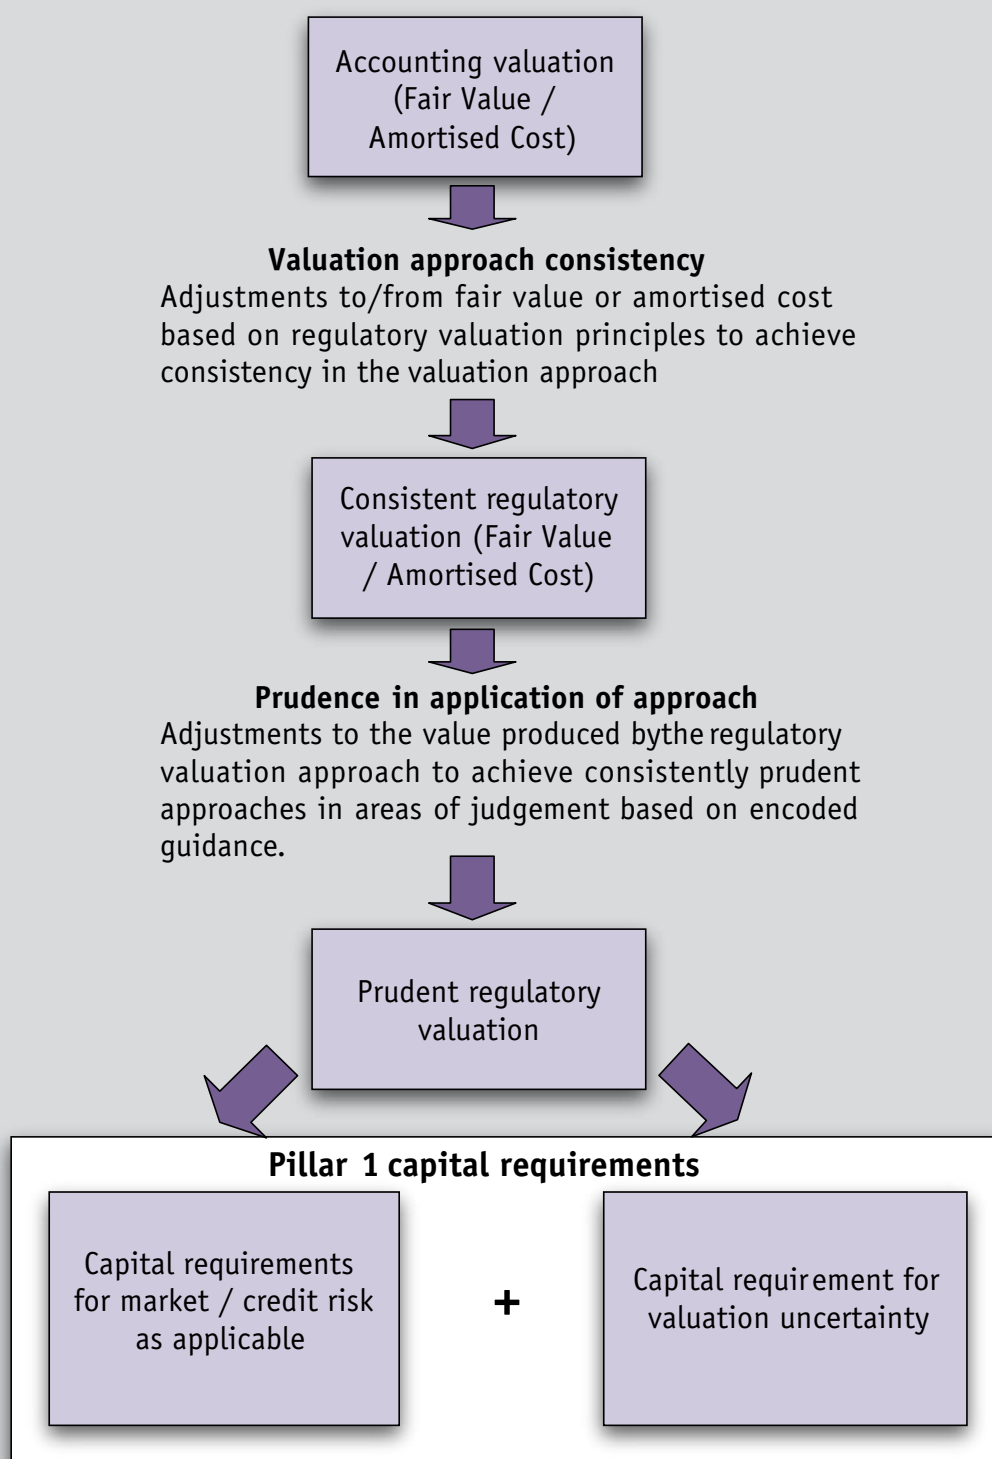 Accounting valuation
(Fair Value /
Amortised Cost)
Valuation approach consistency
Adjustments to/from fair value or amortised cost
based on regulatory valuation principles to achieve
consistency in the valuation approach
Consistent regulatory
valuation (Fair Value
/ Amortised Cost)
Prudence in application of approach
Adjustments to the value produced bythe regulatory
valuation approach to achieve consistently prudent
approaches in areas of judgement based on encoded
guidance.
Prudent regulatory
valuation
Pillar 1 capital requirements
Capital requirements
for market / credit risk
as applicable
+
Capital requirement for
valuation uncertainty